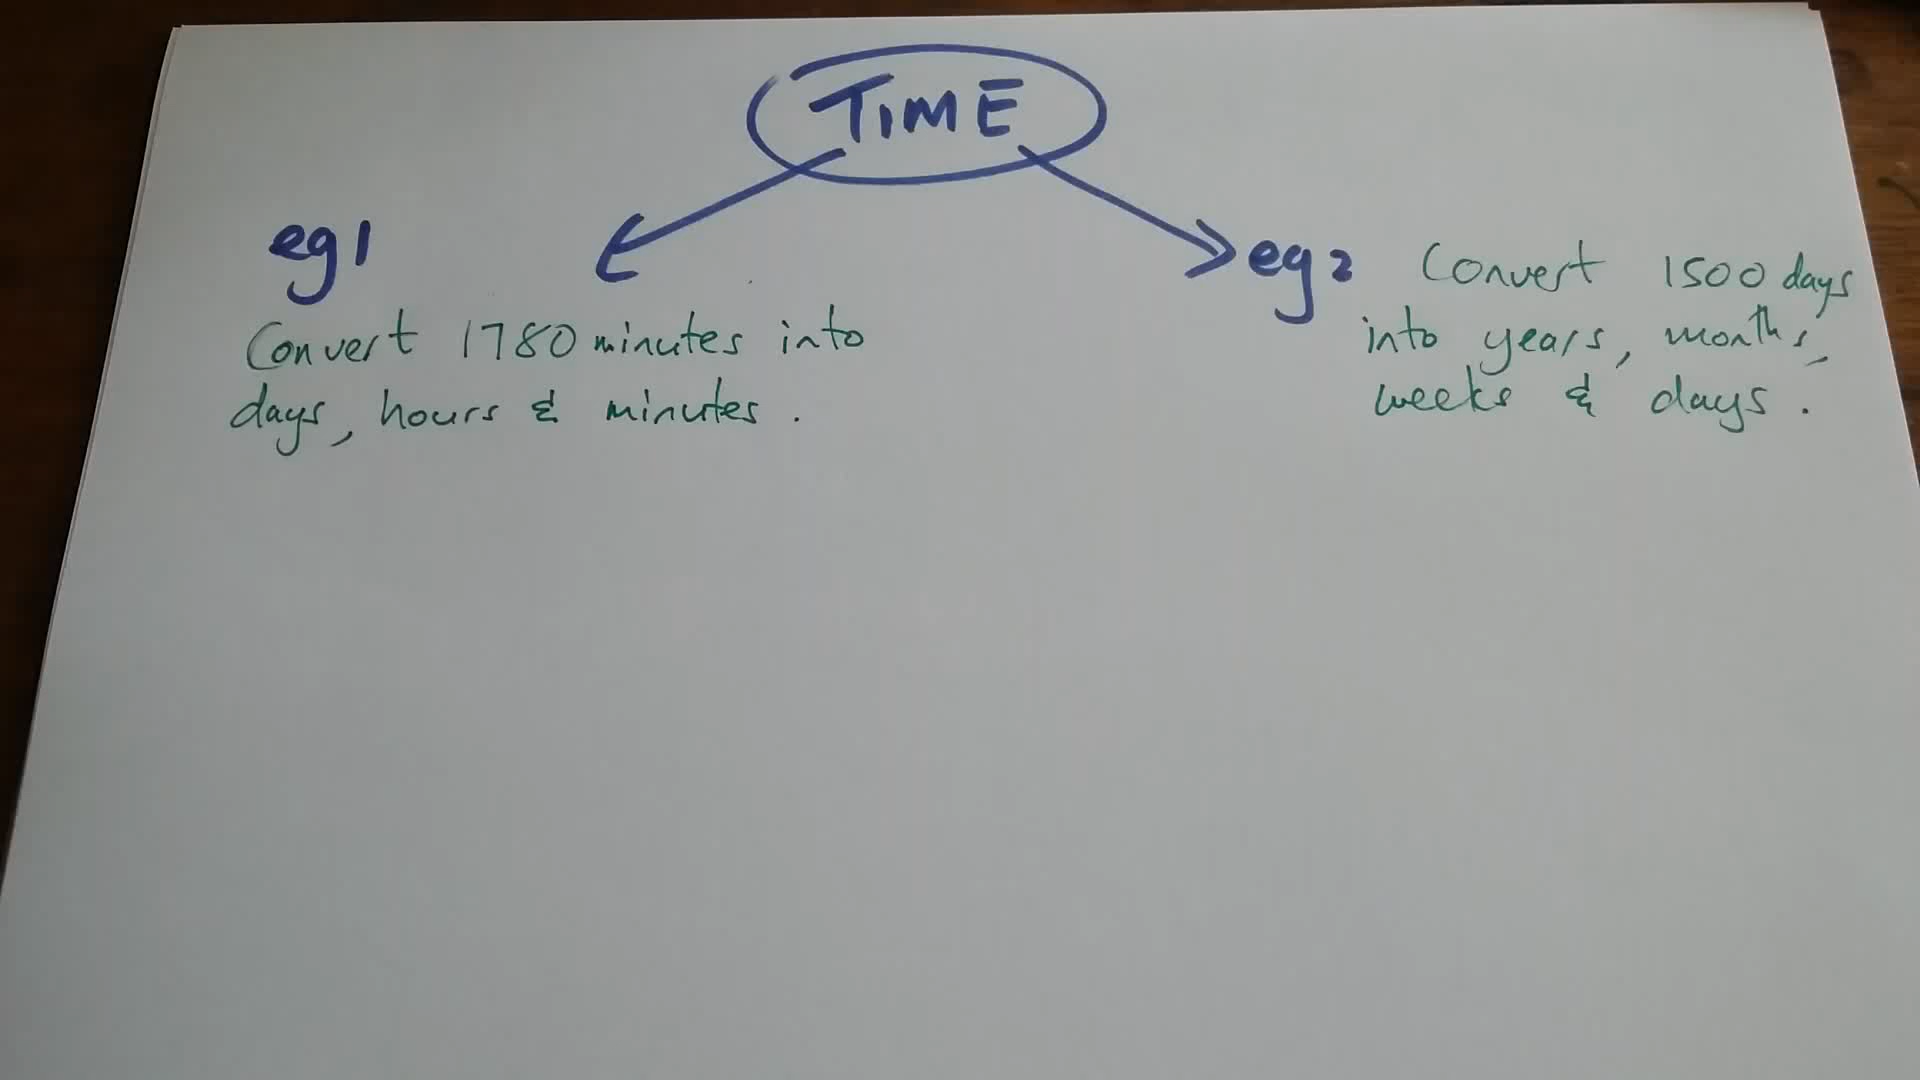 TIME
eg1
Convert 1780 minutes into
days, hours & minutes.
eg2 Convert 1500 days
into years, months,
weeks & days.